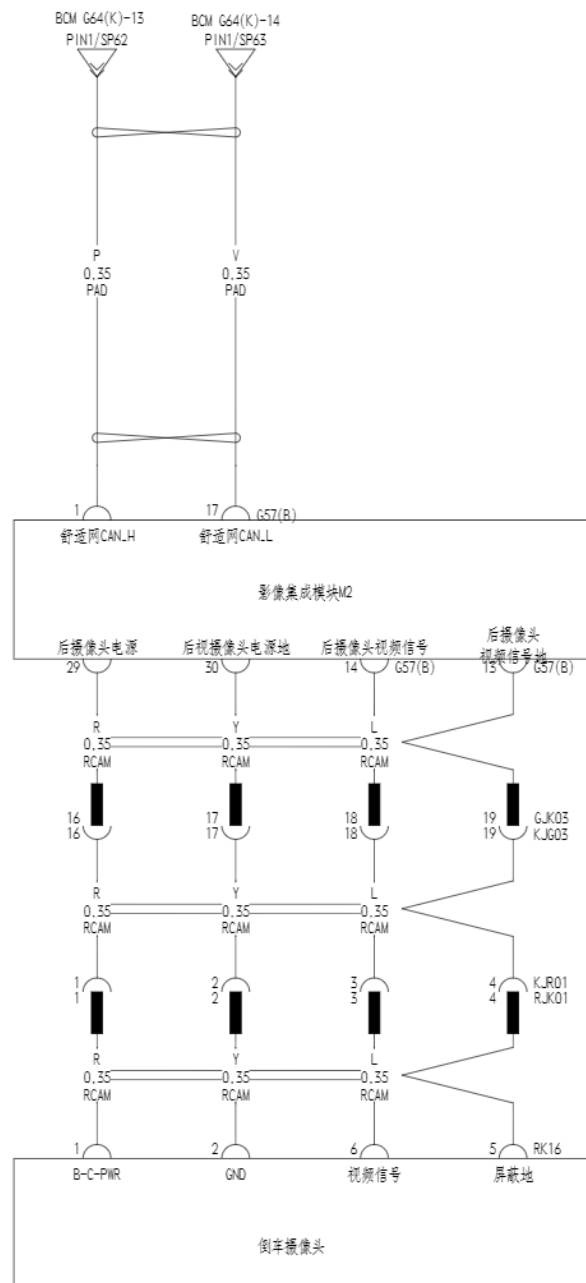 BCM G64(K)-13
PIN1/SP62
BCM G64(K)-14
PIN1/SP63
P
0.35
PAD
V
0.35
PAD
1
17
G57(B)
舒适网CAN_H
舒适网CAN_L
影像集成模块M2
后摄像头电源
后视摄像头电源地
后摄像头视频信号
后摄像头
视频信号地
29
30
14
G57(B)
13
G57(B)
R
0.35
RCAM
Y
0.35
RCAM
L
0.35
RCAM
16
17
18
19
GJK03
16
17
18
19
KJG03
R
0.35
RCAM
Y
0.35
RCAM
L
0.35
RCAM
1
2
3
4
KJR01
1
2
3
4
RJK01
R
0.35
RCAM
Y
0.35
RCAM
L
0.35
RCAM
1
2
6
5
RK16
B-C-PWR
GND
视频信号
屏蔽地
倒车摄像头